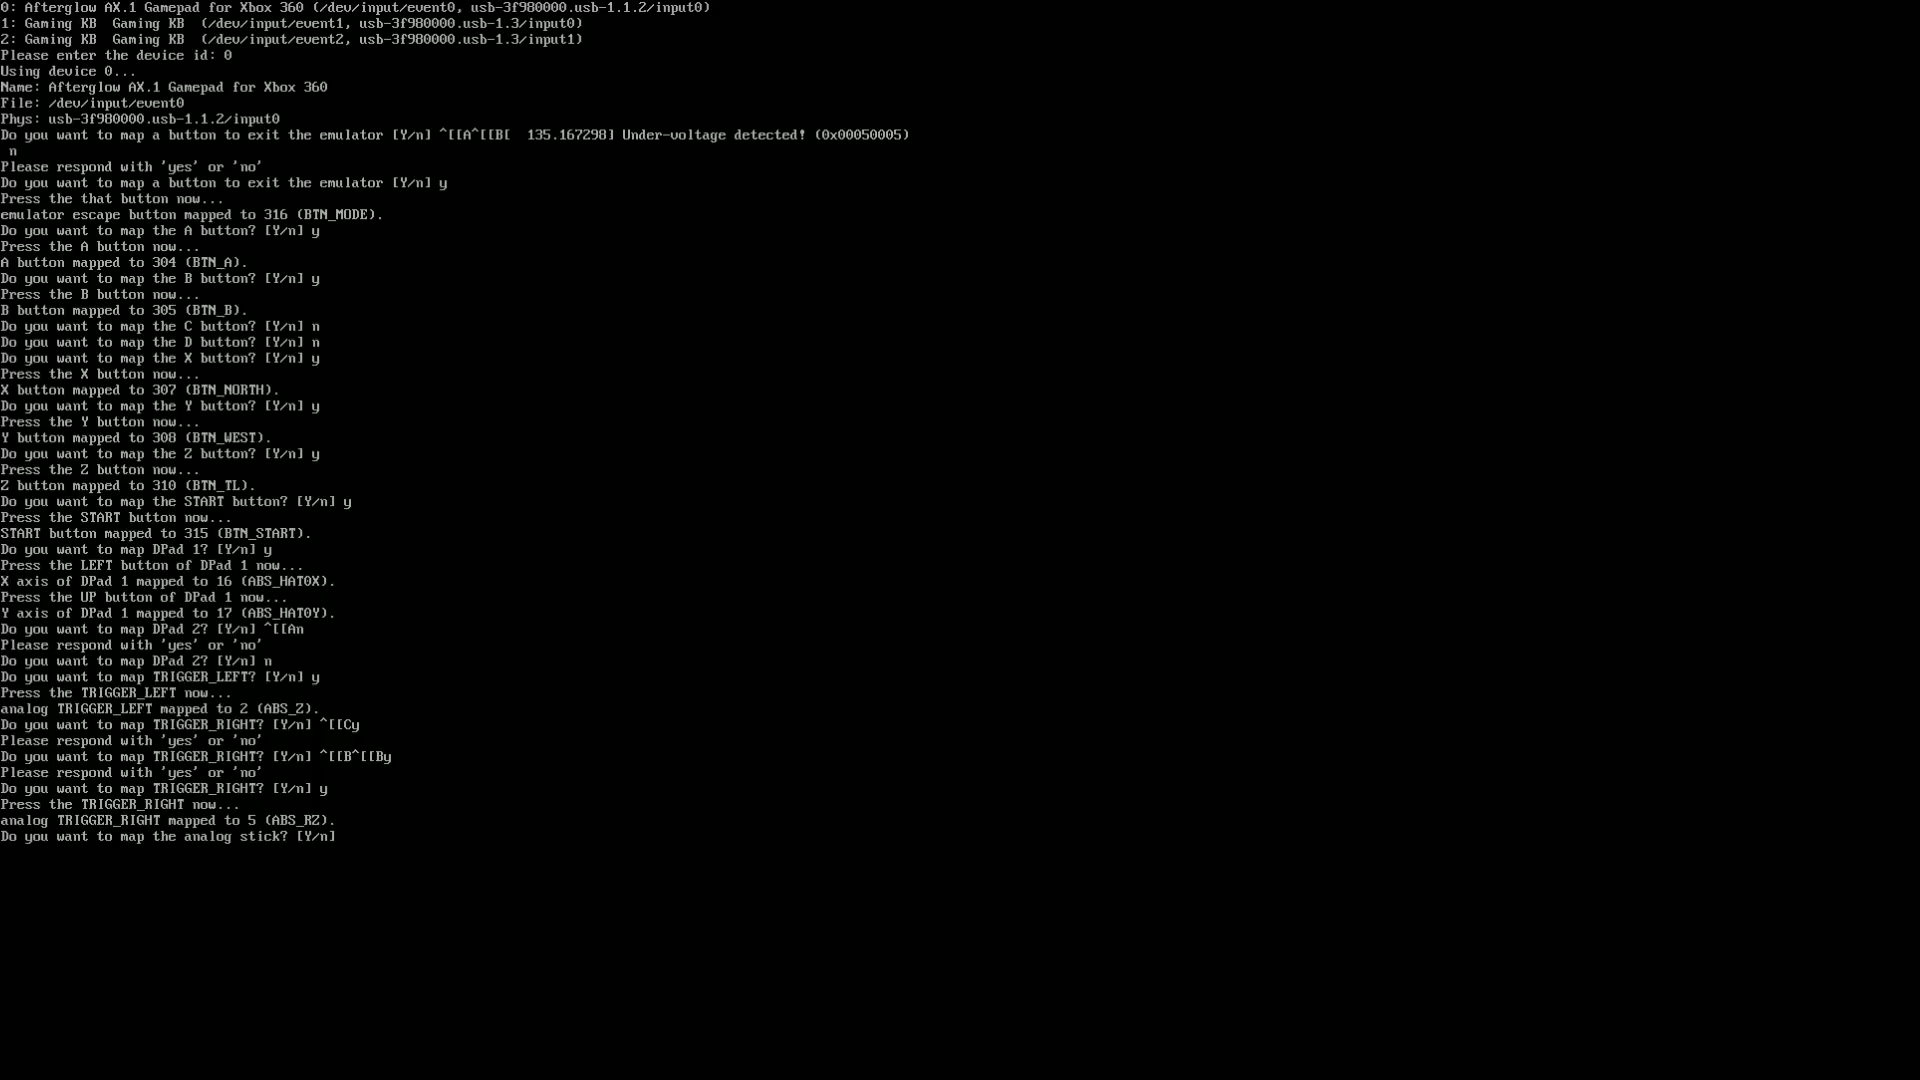 0: Afterglow AX.1 Gamepad for Xbox 360 (/dev/input/event0, usb-3f980000.usb-1.1.2/input0)
1: Gaming KB  Gaming KB  (/dev/input/event1, usb-3f980000.usb-1.3/input0)
2: Gaming KB  Gaming KB  (/dev/input/event2, usb-3f980000.usb-1.3/input1)
Please enter the device id: 0
Using device 0...
Name: Afterglow AX.1 Gamepad for Xbox 360
File: /dev/input/event0
Phys: usb-3f980000.usb-1.1.2/input0
Do you want to map a button to exit the emulator [Y/n] ^[[A^[[B[  135.167298] Under-voltage detected! (0x00050005)
 n
Please respond with 'yes' or 'no'
Do you want to map a button to exit the emulator [Y/n] y
Press the that button now...
emulator escape button mapped to 316 (BTN_MODE).
Do you want to map the A button? [Y/n] y
Press the A button now...
A button mapped to 304 (BTN_A).
Do you want to map the B button? [Y/n] y
Press the B button now...
B button mapped to 305 (BTN_B).
Do you want to map the C button? [Y/n] n
Do you want to map the D button? [Y/n] n
Do you want to map the X button? [Y/n] y
Press the X button now...
X button mapped to 307 (BTN_NORTH).
Do you want to map the Y button? [Y/n] y
Press the Y button now...
Y button mapped to 308 (BTN_WEST).
Do you want to map the Z button? [Y/n] y
Press the Z button now...
Z button mapped to 310 (BTN_TL).
Do you want to map the START button? [Y/n] y
Press the START button now...
START button mapped to 315 (BTN_START).
Do you want to map DPad 1? [Y/n] y
Press the LEFT button of DPad 1 now...
X axis of DPad 1 mapped to 16 (ABS_HAT0X).
Press the UP button of DPad 1 now...
Y axis of DPad 1 mapped to 17 (ABS_HAT0Y).
Do you want to map DPad 2? [Y/n] ^[[An
Please respond with 'yes' or 'no'
Do you want to map DPad 2? [Y/n] n
Do you want to map TRIGGER_LEFT? [Y/n] y
Press the TRIGGER_LEFT now...
analog TRIGGER_LEFT mapped to 2 (ABS_Z).
Do you want to map TRIGGER_RIGHT? [Y/n] ^[[Cy
Please respond with 'yes' or 'no'
Do you want to map TRIGGER_RIGHT? [Y/n] ^[[B^[[By
Please respond with 'yes' or 'no'
Do you want to map TRIGGER_RIGHT? [Y/n] y
Press the TRIGGER_RIGHT now...
analog TRIGGER_RIGHT mapped to 5 (ABS_RZ).
Do you want to map the analog stick? [Y/n]